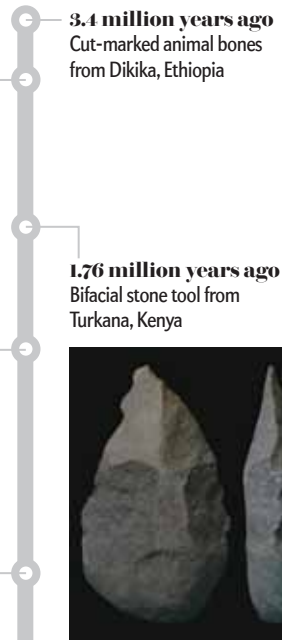 3.4 million years ago
Cut-marked animal bones
from Dikika, Ethiopia
1.76 million years ago
Bifacial stone tool from
Turkana, Kenya